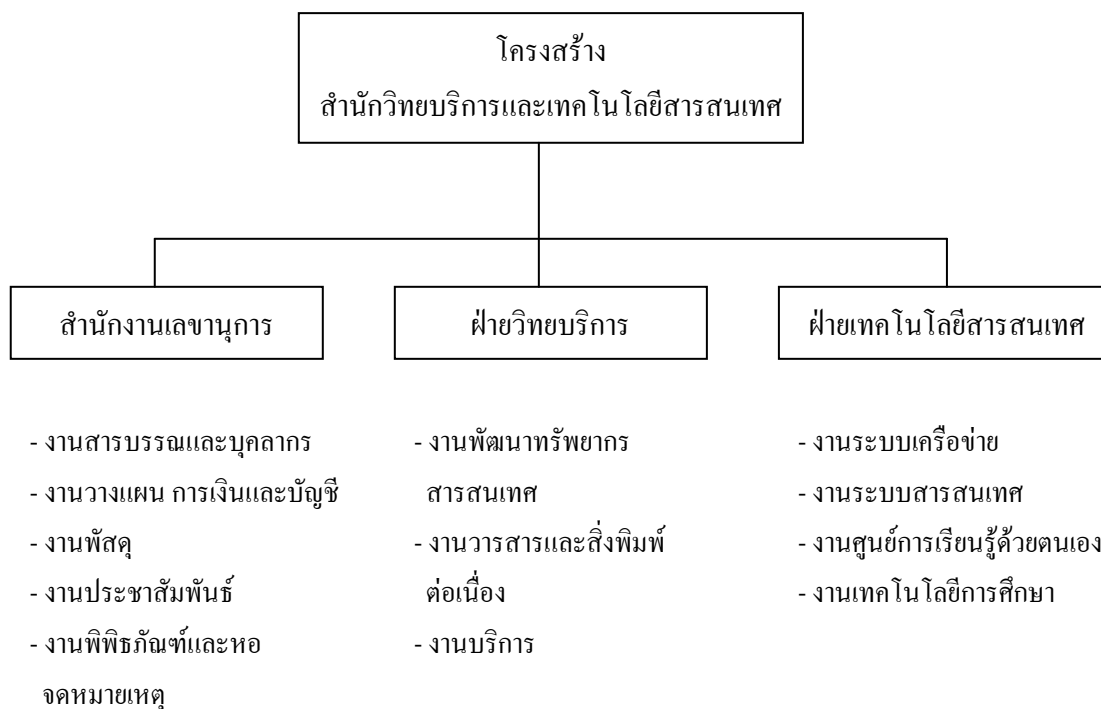 โครงสร้าง
สำนักวิทยบริการและเทคโนโลยีสารสนเทศ
สำนักงานเลขานุการ
- งานสารบรรณและบุคลากร
- งานวางแผน การเงินและบัญชี
- งานพัสดุ
- งานประชาสัมพันธ์
- งานพิพิธภัณฑ์และหอ
จดหมายเหตุ
ฝ่ายวิทยบริการ
- งานพัฒนาทรัพยากร
สารสนเทศ
- งานวารสารและสิ่งพิมพ์
ต่อเนื่อง
- งานบริการ
ฝ่ายเทคโนโลยีสารสนเทศ
- งานระบบเครือข่าย
- งานระบบสารสนเทศ
- งานศูนย์การเรียนรู้ด้วยตนเอง
- งานเทคโนโลยีการศึกษา